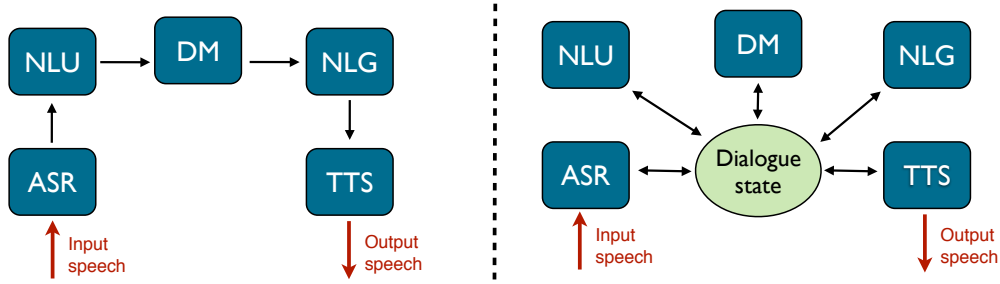 NLU
DM
NLG
ASR
TTS
Input
speech
Output
speech
NLU
DM
NLG
ASR
Dialogue
state
TTS
Input
speech
Output
speech